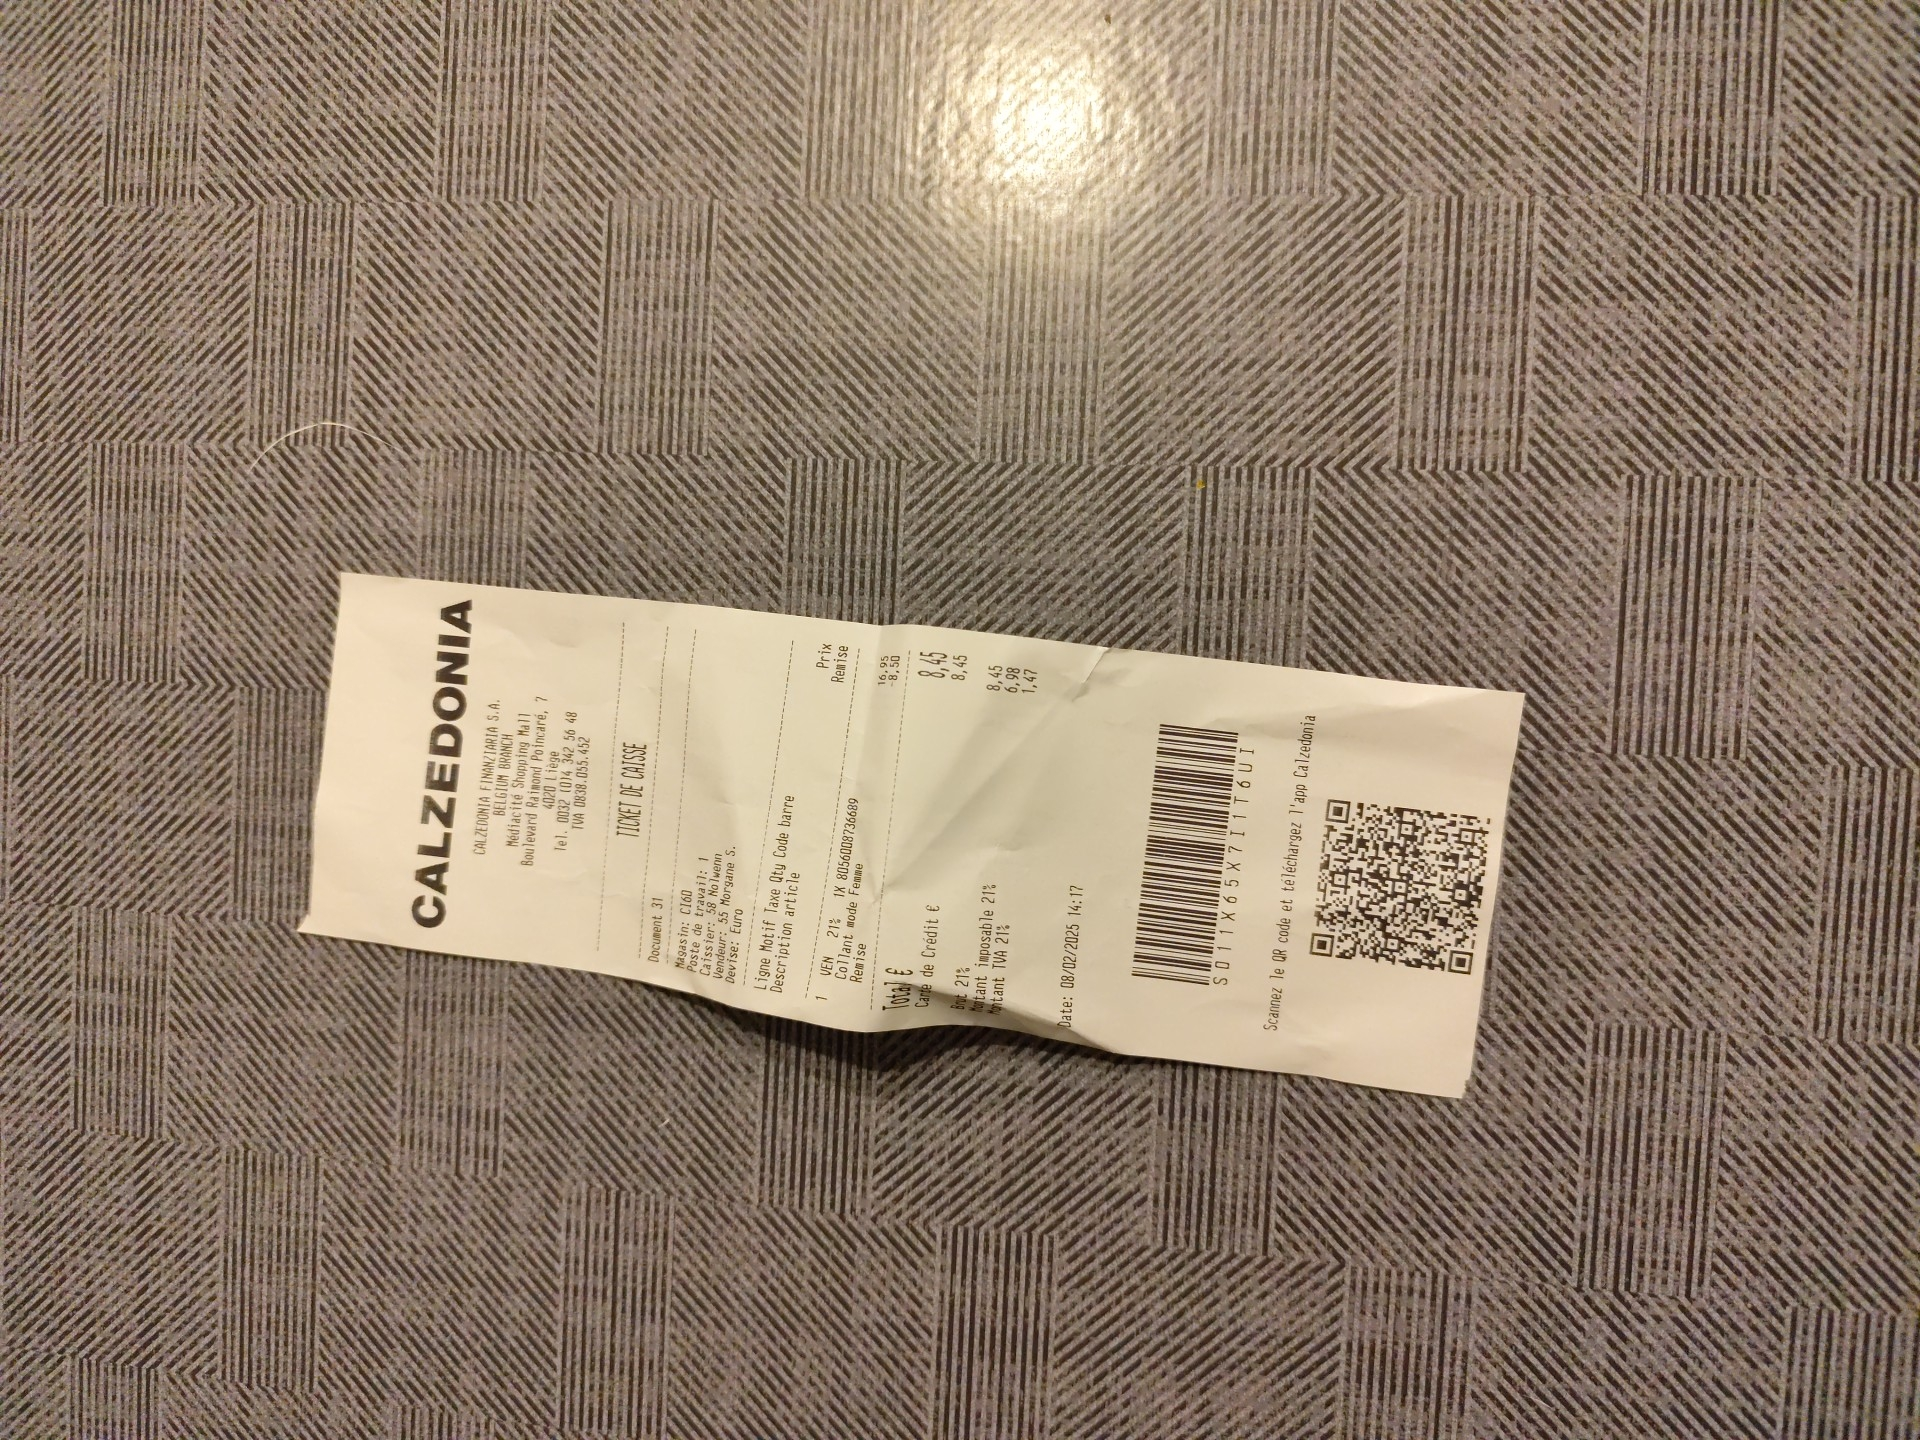 CALZEDONIA
CALZEDONIA FINANZIARIA S.A.
BELGIUM BRANCH
Médiacité Shopping Mall
Boulevard Raimond Poincaré, 7
4020 Liège
Tel. 0032 (0)4 342 56 48
TVA 0838.055.452
TICKET DE CAISSE
Document 31
Magasin: CI6D
Poste de travail: 1
Caissier: 58 Nolwenn
Vendeur: 55 Morgane S.
Devise: Euro
Ligne Motif Taxe Qty Code barre Prix
Description article Remise
1 VEN 21% 1X 8056008736689 16,95
Collant mode Femme
Remise -8,50
Total € 8,45
Carte de Crédit € 8,45
Brut 21% 8,45
Montant imposable 21% 6,98
Montant TVA 21% 1,47
Date: 08/02/2025 14:17
S011X65X7I1T6UI
Scannez le QR code et téléchargez l'app Calzedonia